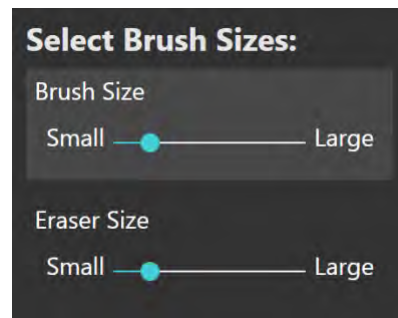 Select Brush Sizes:
Brush Size
Small Large
Eraser Size
Small Large